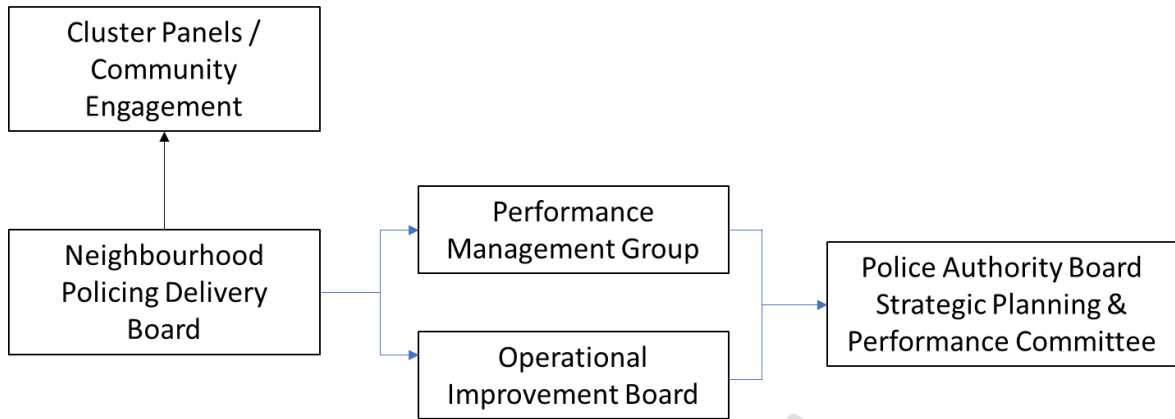 Cluster Panels /
Community
Engagement
Neighbourhood
Policing Delivery
Board
Performance
Management Group
Operational
Improvement Board
Police Authority Board
Strategic Planning &
Performance Committee